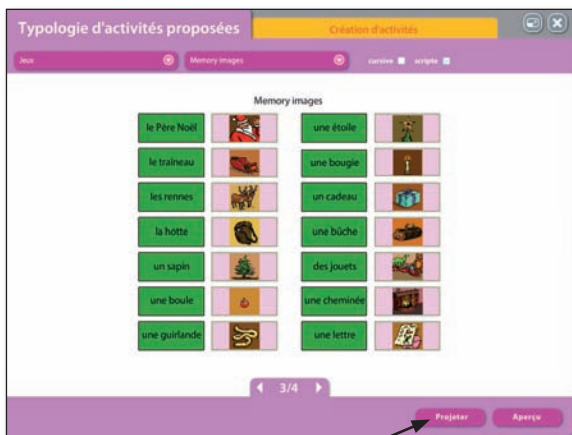 Typologie d'activités proposées
Création d'activités
Jeux
Memory images
cursive
scripte
Memory images
le Père Noël
une étoile
le traîneau
une bougie
les rennes
un cadeau
la hotte
une bûche
un sapin
des jouets
une boule
une cheminée
une guirlande
une lettre
3/4
Projeter
Aperçu